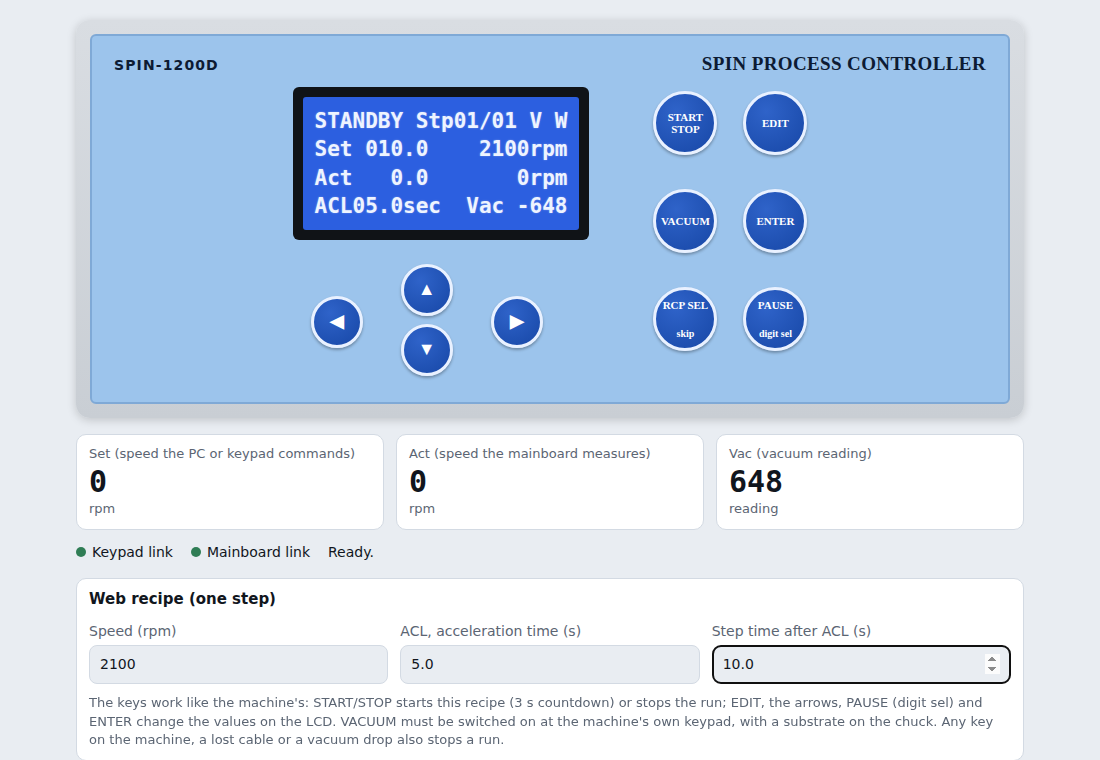 SPIN-1200D
SPIN PROCESS CONTROLLER
STANDBY Stp01/01 V W
Set 010.0 2100rpm
Act 0.0 0rpm
ACL05.0sec Vac -648
START
STOP
EDIT
VACUUM
ENTER
RCP SEL
skip
PAUSE
digit sel
◀
▲
▼
▶
Set (speed the PC or keypad commands)
0
rpm
Act (speed the mainboard measures)
0
rpm
Vac (vacuum reading)
648
reading
Keypad link
Mainboard link
Ready.
Web recipe (one step)
Speed (rpm)
2100
ACL, acceleration time (s)
5.0
Step time after ACL (s)
10.0
The keys work like the machine's: START/STOP starts this recipe (3 s countdown) or stops the run; EDIT, the arrows, PAUSE (digit sel) and
ENTER change the values on the LCD. VACUUM must be switched on at the machine's own keypad, with a substrate on the chuck. Any key
on the machine, a lost cable or a vacuum drop also stops a run.